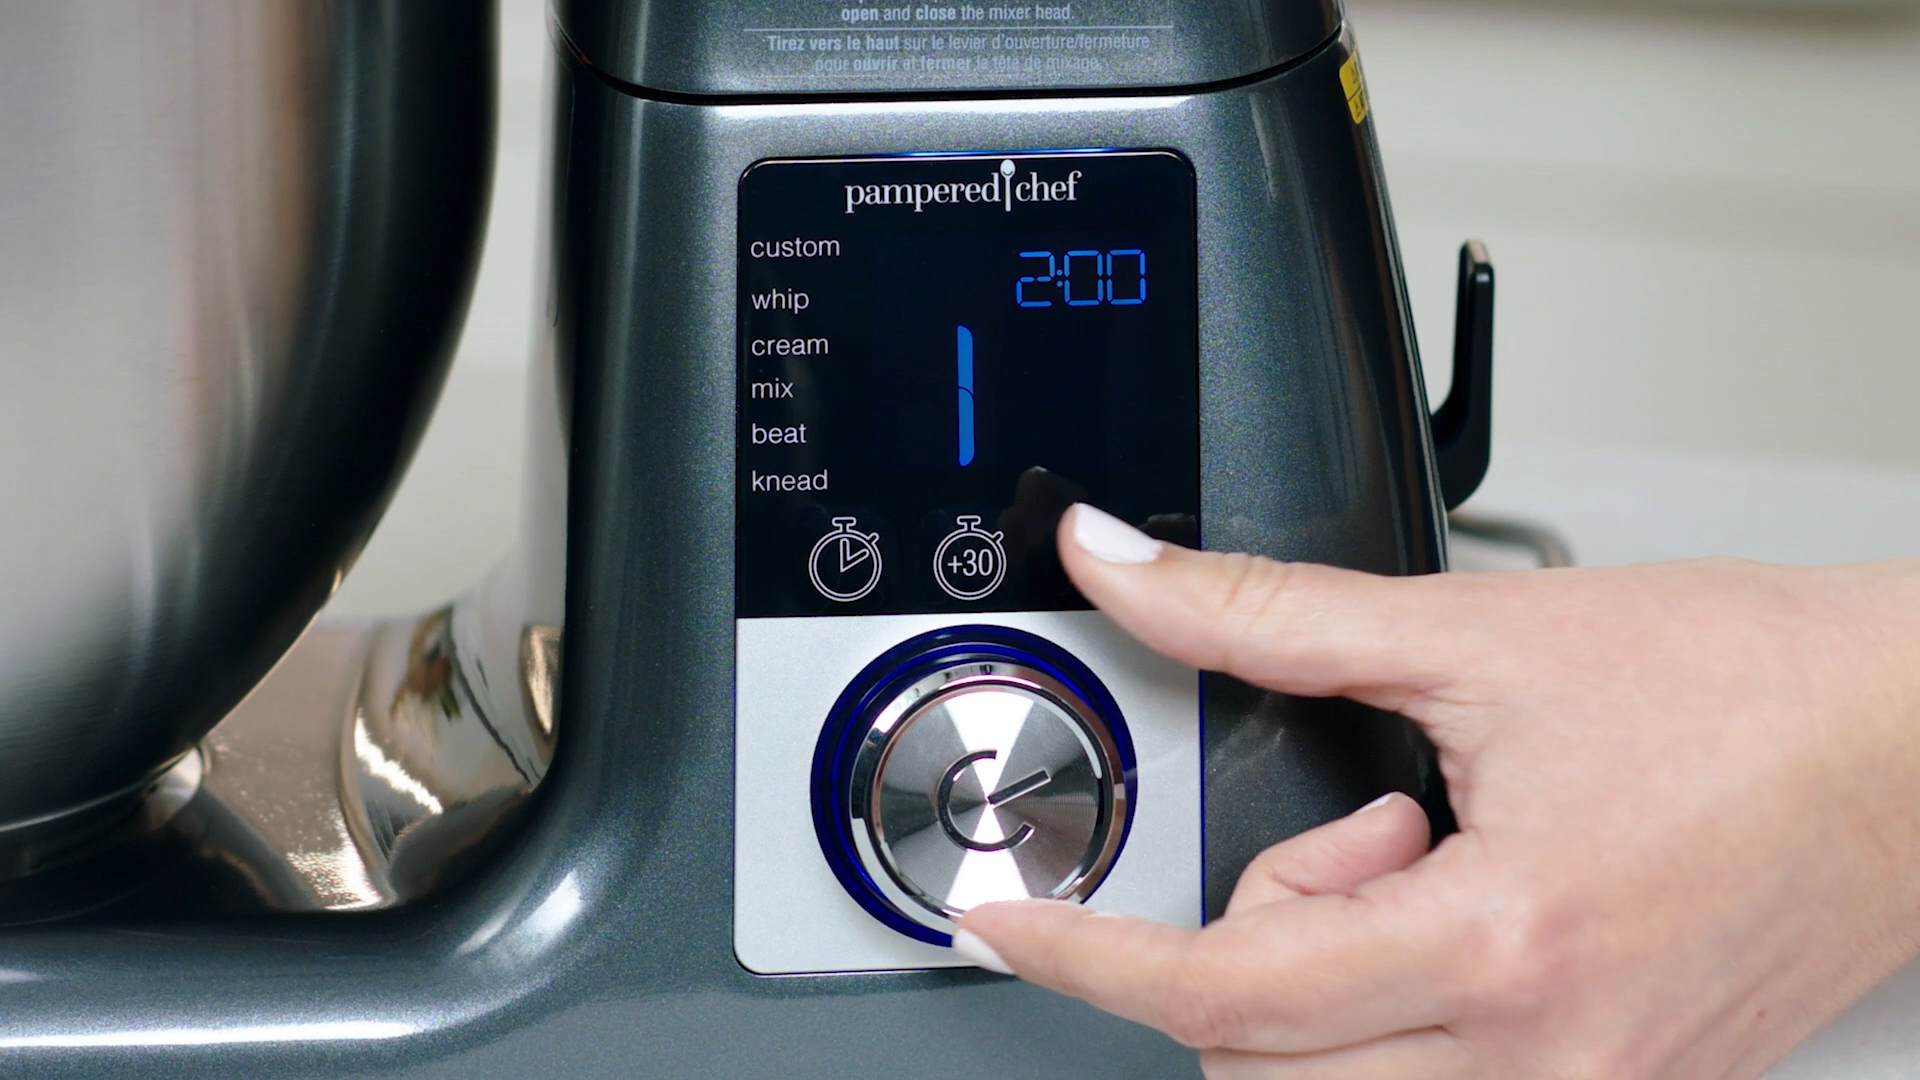 open and close the mixer head.
Tirez vers le haut sur le levier d'ouverture/fermeture
pour ouvrir et fermer la tête de mixage.
pampered chef
custom
2:00
whip
cream
1
mix
beat
knead
+30